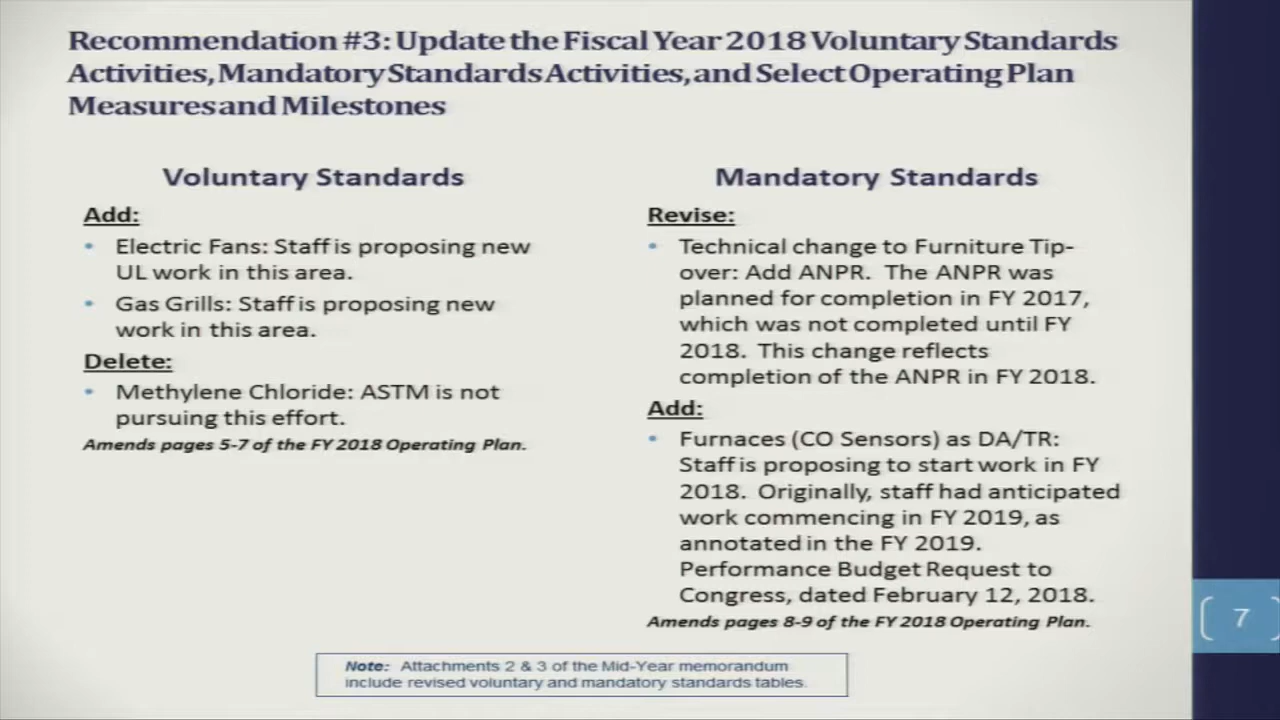 Recommendation #3: Update the Fiscal Year 2018 Voluntary Standards
Activities, Mandatory Standards Activities, and Select Operating Plan
Measures and Milestones
Voluntary Standards
Add:
• Electric Fans: Staff is proposing new
UL work in this area.
• Gas Grills: Staff is proposing new
work in this area.
Delete:
• Methylene Chloride: ASTM is not
pursuing this effort.
Amends pages 5-7 of the FY 2018 Operating Plan.
Mandatory Standards
Revise:
• Technical change to Furniture Tip-
over: Add ANPR. The ANPR was
planned for completion in FY 2017,
which was not completed until FY
2018. This change reflects
completion of the ANPR in FY 2018.
Add:
• Furnaces (CO Sensors) as DA/TR:
Staff is proposing to start work in FY
2018. Originally, staff had anticipated
work commencing in FY 2019, as
annotated in the FY 2019.
Performance Budget Request to
Congress, dated February 12, 2018.
Amends pages 8-9 of the FY 2018 Operating Plan.
Note: Attachments 2 & 3 of the Mid-Year memorandum
include revised voluntary and mandatory standards tables.
7